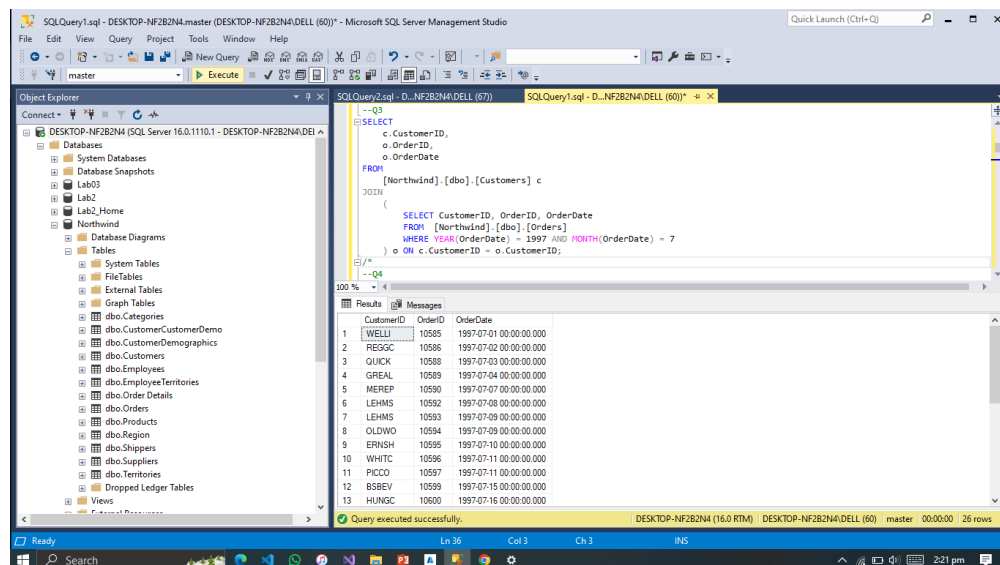 SQLQuery1.sql - DESKTOP-NF2B2N4.master (DESKTOP-NF2B2N4\DELL (60))* - Microsoft SQL Server Management Studio
Quick Launch (Ctrl+Q)
File Edit View Query Project Tools Window Help
New Query
master Execute
Object Explorer
SQLQuery2.sql - D...NF2B2N4\DELL (67))
SQLQuery1.sql - D...NF2B2N4\DELL (60))*
Connect
DESKTOP-NF2B2N4 (SQL Server 16.0.1110.1 - DESKTOP-NF2B2N4\DEL
Databases
System Databases
Database Snapshots
Lab03
Lab2
Lab2_Home
Northwind
Database Diagrams
Tables
System Tables
FileTables
External Tables
Graph Tables
dbo.Categories
dbo.CustomerCustomerDemo
dbo.CustomerDemographics
dbo.Customers
dbo.Employees
dbo.EmployeeTerritories
dbo.Order Details
dbo.Orders
dbo.Products
dbo.Region
dbo.Shippers
dbo.Suppliers
dbo.Territories
Dropped Ledger Tables
Views
External Resources
--Q3
SELECT
c.CustomerID,
o.OrderID,
o.OrderDate
FROM
[Northwind].[dbo].[Customers] c
JOIN
(
SELECT CustomerID, OrderID, OrderDate
FROM [Northwind].[dbo].[Orders]
WHERE YEAR(OrderDate) = 1997 AND MONTH(OrderDate) = 7
) o ON c.CustomerID = o.CustomerID;
/*
--Q4
100 %
Results Messages
CustomerID OrderID OrderDate
1 WELLI 10585 1997-07-01 00:00:00.000
2 REGGC 10586 1997-07-02 00:00:00.000
3 QUICK 10588 1997-07-03 00:00:00.000
4 GREAL 10589 1997-07-04 00:00:00.000
5 MEREP 10590 1997-07-07 00:00:00.000
6 LEHMS 10592 1997-07-08 00:00:00.000
7 LEHMS 10593 1997-07-09 00:00:00.000
8 OLDWO 10594 1997-07-09 00:00:00.000
9 ERNSH 10595 1997-07-10 00:00:00.000
10 WHITC 10596 1997-07-11 00:00:00.000
11 PICCO 10597 1997-07-11 00:00:00.000
12 BSBEV 10599 1997-07-15 00:00:00.000
13 HUNGC 10600 1997-07-16 00:00:00.000
Query executed successfully.
DESKTOP-NF2B2N4 (16.0 RTM) DESKTOP-NF2B2N4\DELL (60) master 00:00:00 26 rows
Ready Ln 36 Col 3 Ch 3 INS
Search
2:21 pm